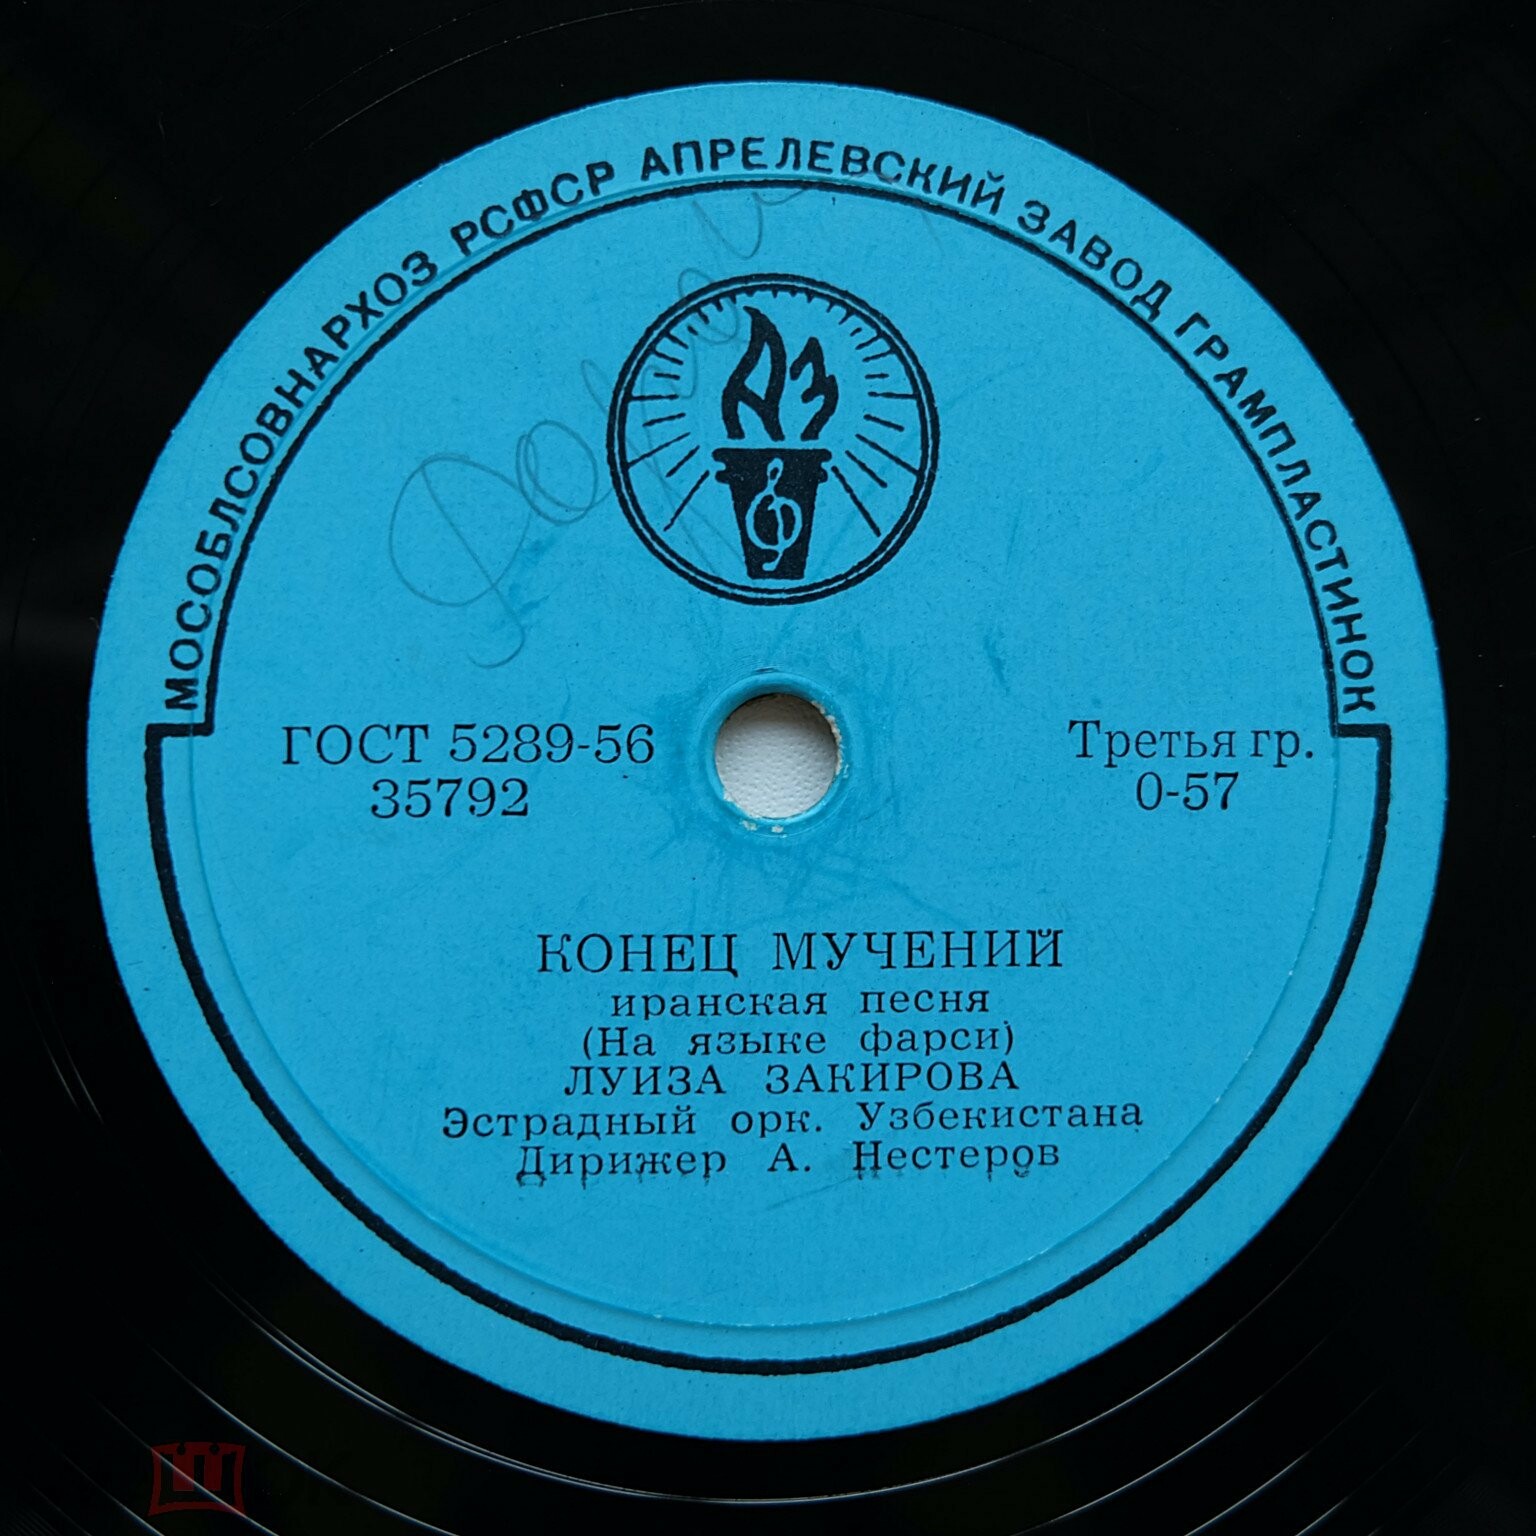 МОСОБЛСОВНАРХОЗ РСФСР АПРЕЛЕВСКИЙ ЗАВОД ГРАМПЛАСТИНОК
АЗ
ГОСТ 5289-56
35792
Третья гр.
0-57
КОНЕЦ МУЧЕНИЙ
иранская песня
(На языке фарси)
ЛУИЗА ЗАКИРОВА
Эстрадный орк. Узбекистана
Дирижер А. Нестеров